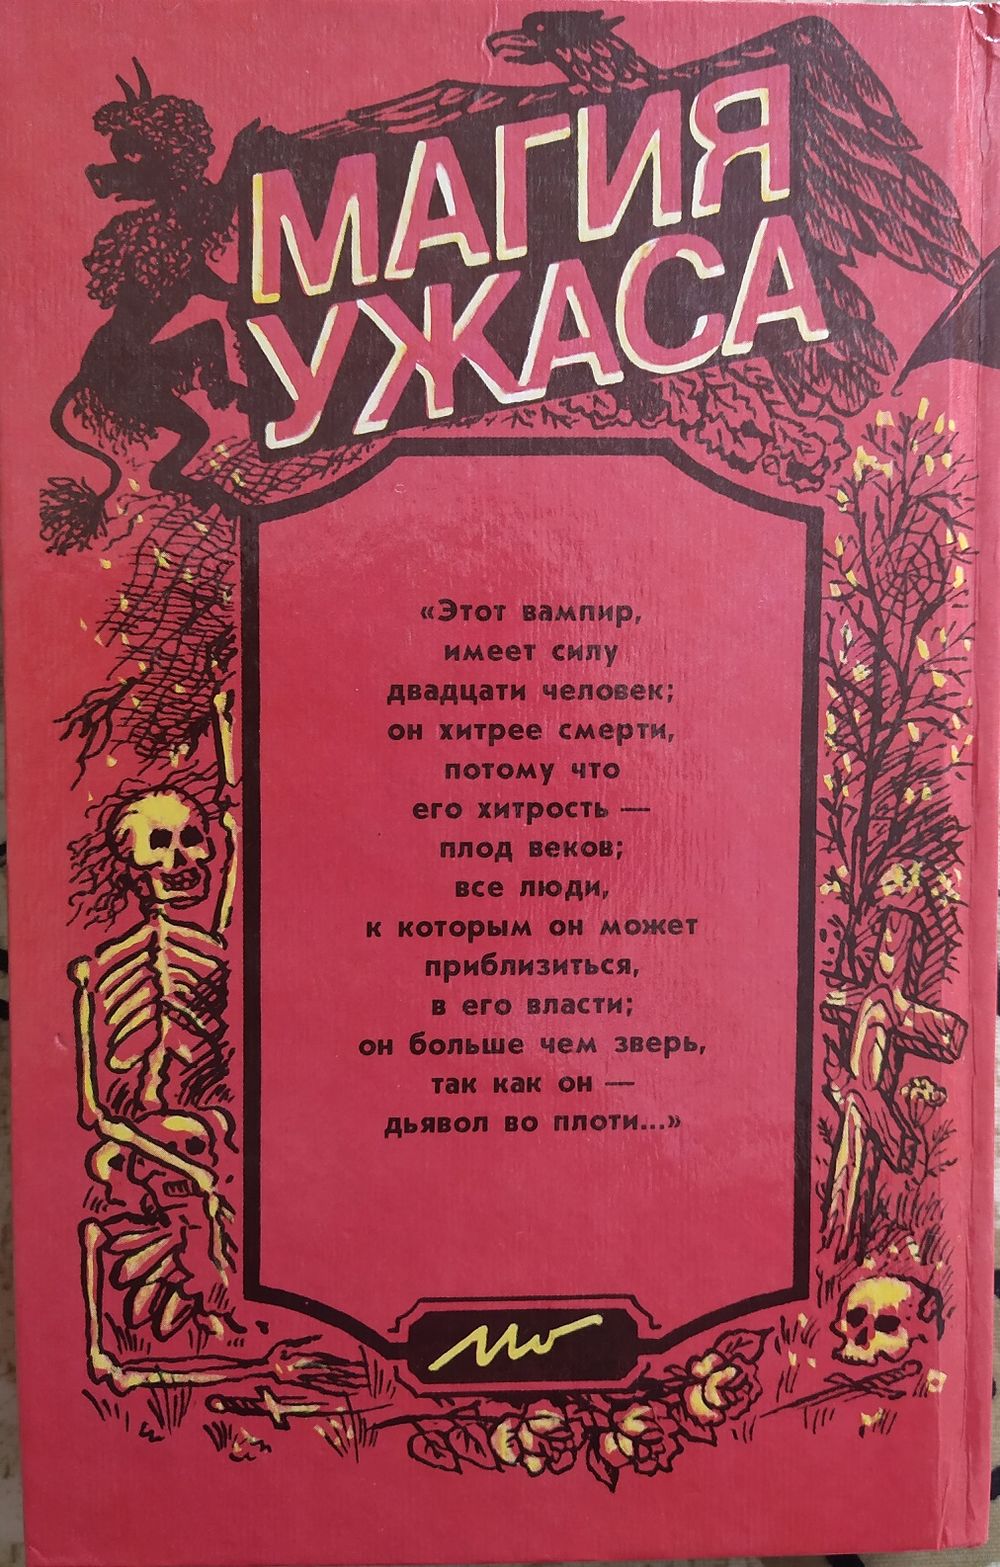 МАГИЯ
УЖАСА
«Этот вампир,
имеет силу
двадцати человек;
он хитрее смерти,
потому что
его хитрость —
плод веков;
все люди,
к которым он может
приблизиться,
в его власти;
он больше чем зверь,
так как он —
дьявол во плоти...»